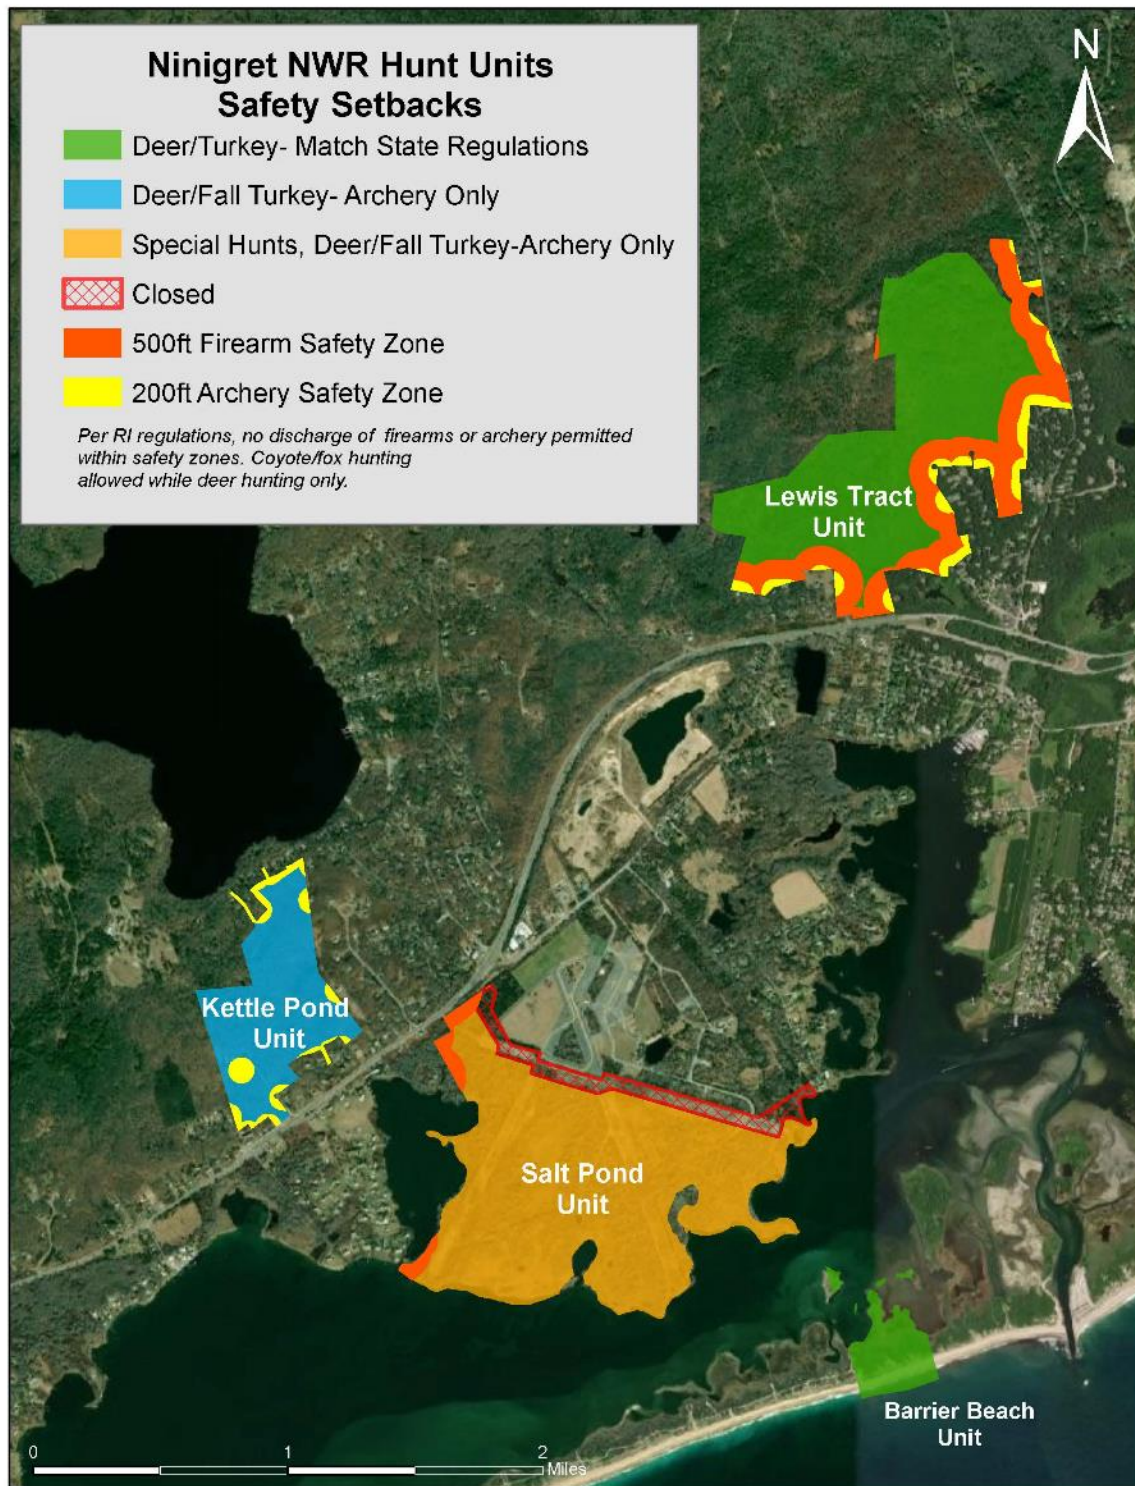 Ninigret NWR Hunt Units
Safety Setbacks
Deer/Turkey- Match State Regulations
Deer/Fall Turkey- Archery Only
Special Hunts, Deer/Fall Turkey-Archery Only
Closed
500ft Firearm Safety Zone
200ft Archery Safety Zone
Per RI regulations, no discharge of firearms or archery permitted
within safety zones. Coyote/fox hunting
allowed while deer hunting only.
N
Lewis Tract
Unit
Kettle Pond
Unit
Salt Pond
Unit
Barrier Beach
Unit
0 1 2
Miles